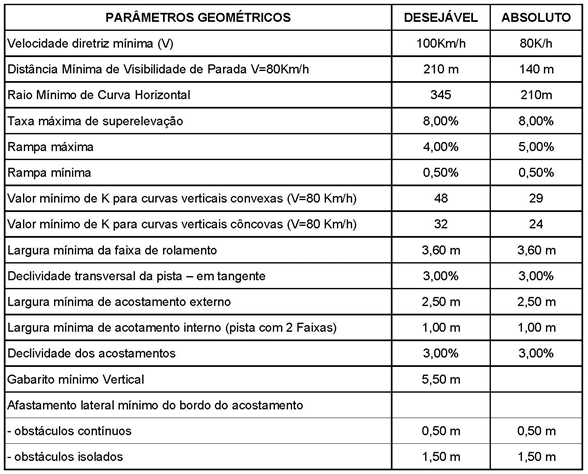 PARÂMETROS GEOMÉTRICOS DESEJÁVEL ABSOLUTO
Velocidade diretriz mínima (V) 100Km/h 80K/h
Distância Mínima de Visibilidade de Parada V=80Km/h 210 m 140 m
Raio Mínimo de Curva Horizontal 345 210m
Taxa máxima de superelevação 8,00% 8,00%
Rampa máxima 4,00% 5,00%
Rampa mínima 0,50% 0,50%
Valor mínimo de K para curvas verticais convexas (V=80 Km/h) 48 29
Valor mínimo de K para curvas verticais côncovas (V=80 Km/h) 32 24
Largura mínima da faixa de rolamento 3,60 m 3,60 m
Declividade transversal da pista – em tangente 3,00% 3,00%
Largura mínima de acostamento externo 2,50 m 2,50 m
Largura mínima de acotamento interno (pista com 2 Faixas) 1,00 m 1,00 m
Declividade dos acostamentos 3,00% 3,00%
Gabarito mínimo Vertical 5,50 m
Afastamento lateral mínimo do bordo do acostamento
- obstáculos contínuos 0,50 m 0,50 m
- obstáculos isolados 1,50 m 1,50 m